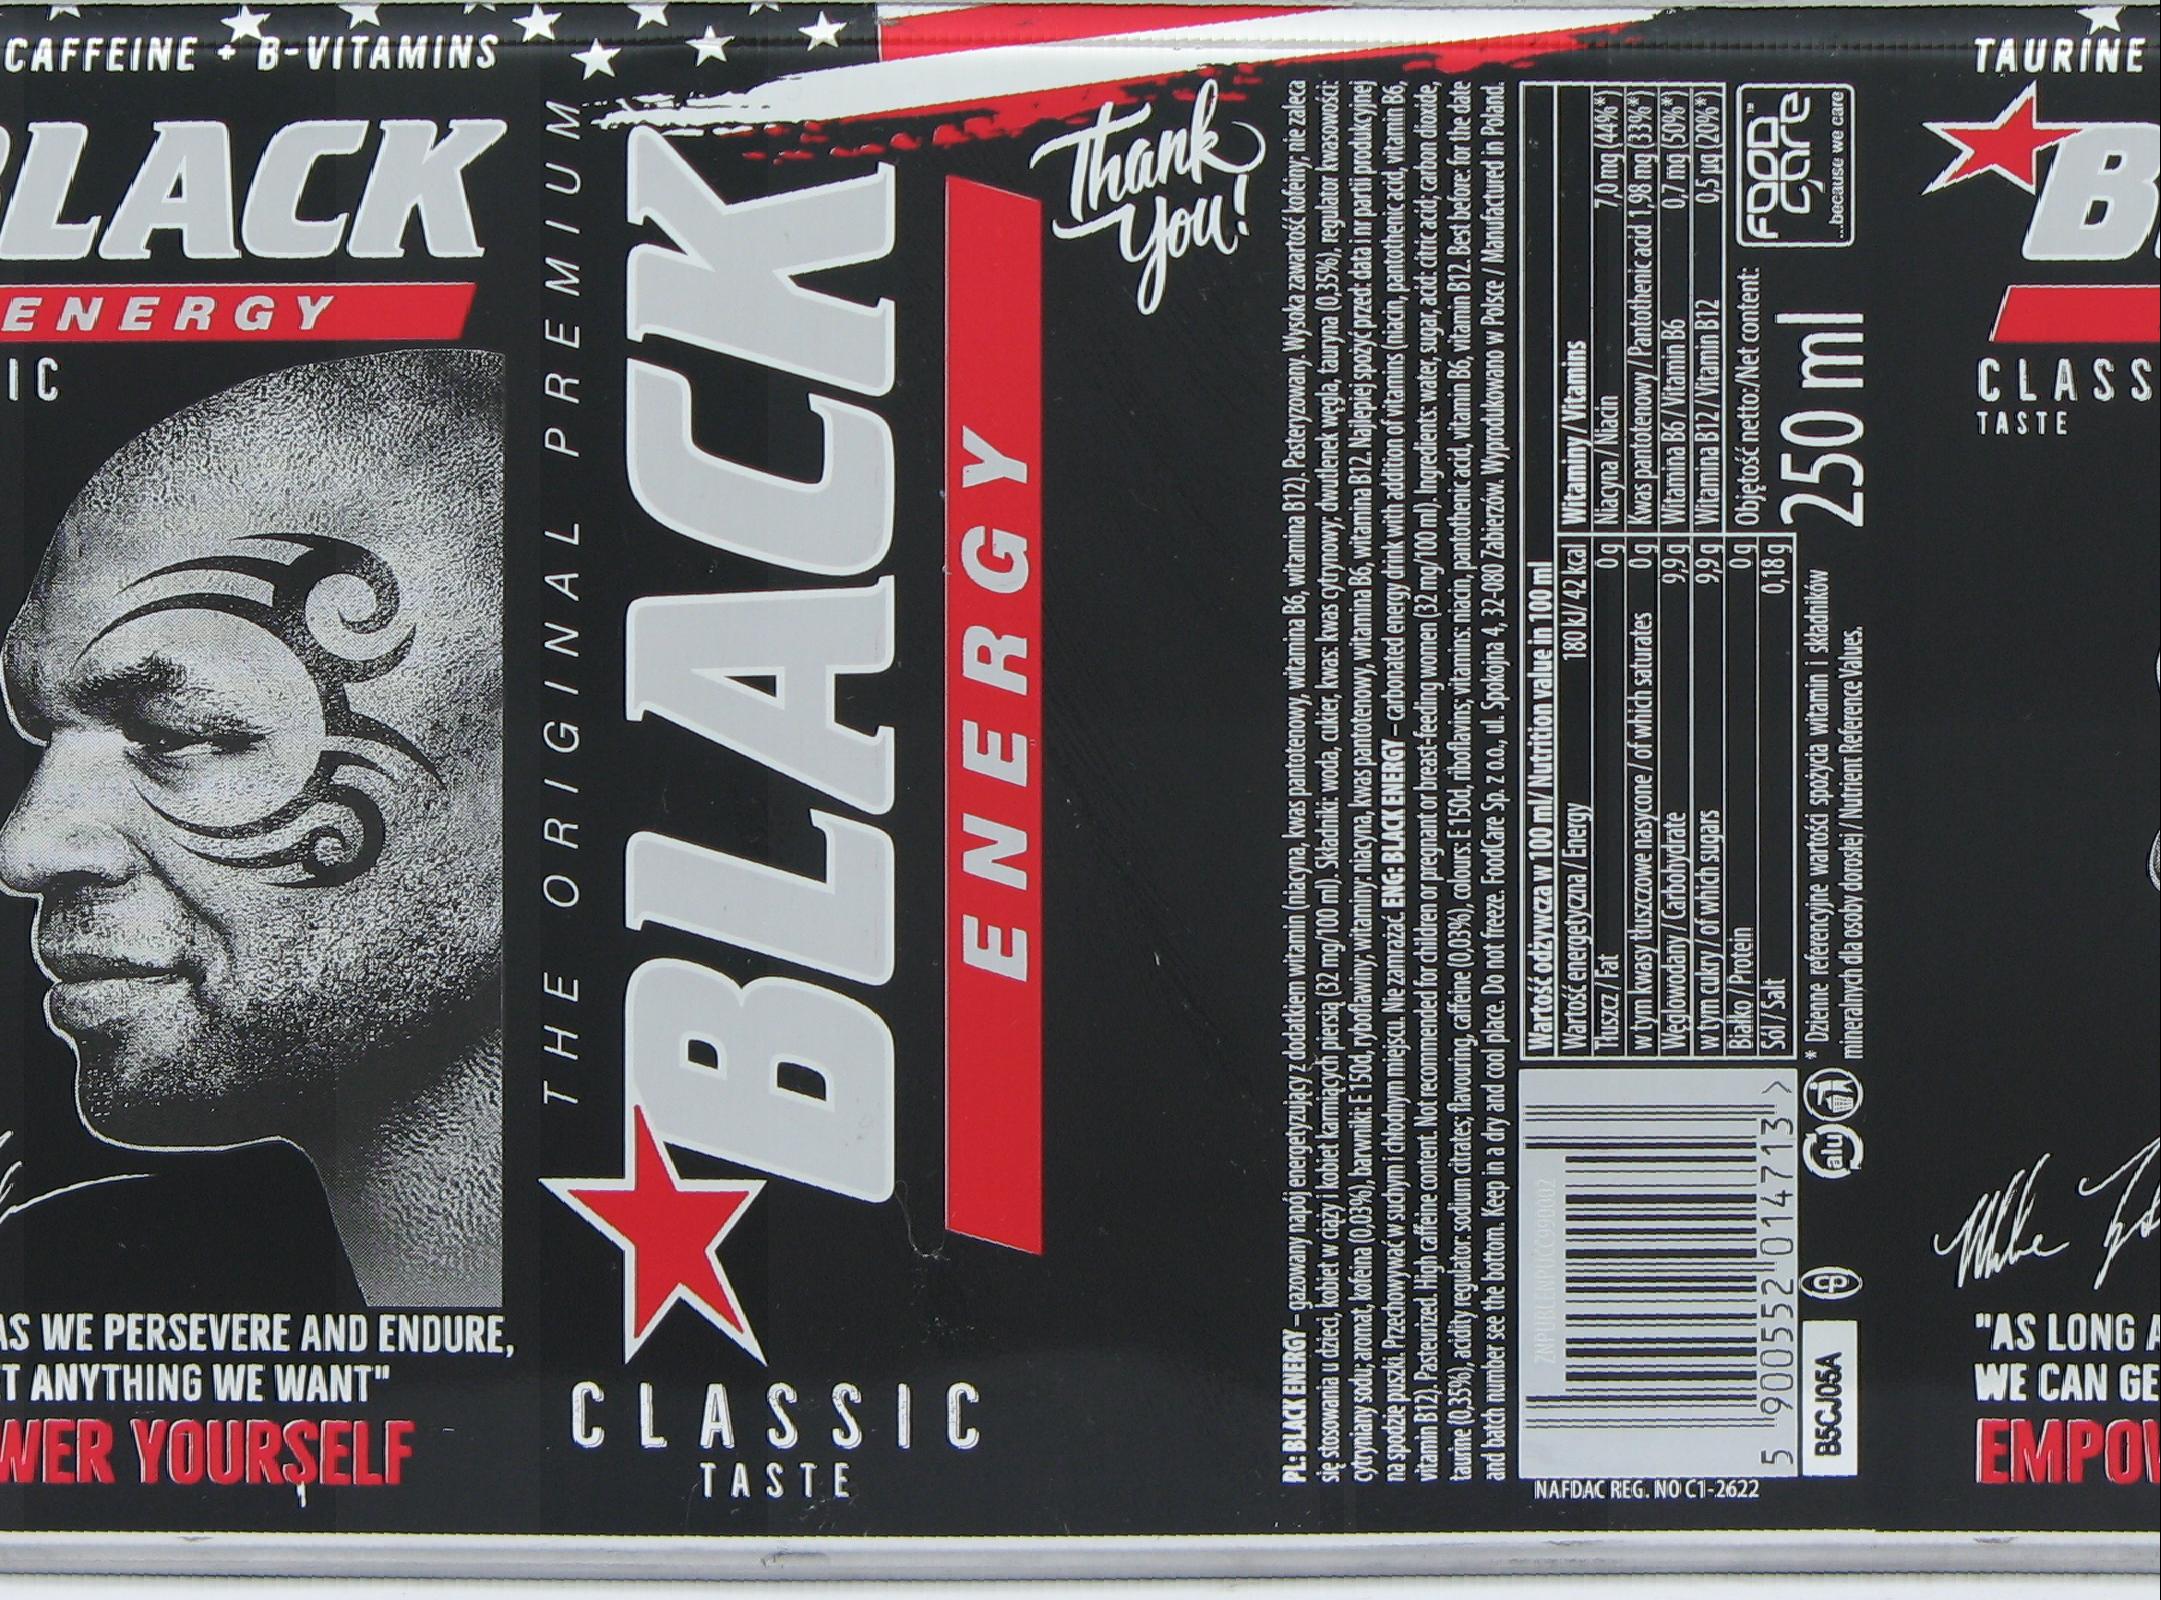 CAFFEINE + B-VITAMINS
BLACK
ENERGY
IC
AS WE PERSEVERE AND ENDURE,
T ANYTHING WE WANT"
WER YOURSELF
THE ORIGINAL PREMIUM
BLACK
ENERGY
CLASSIC
TASTE
Thank
You!
PL: BLACK ENERGY – gazowany napój energetyzujący z dodatkiem witamin (niacyna, kwas pantotenowy, witamina B6, witamina B12). Pasteryzowany. Wysoka zawartość kofeiny; nie zaleca
się stosowania u dzieci, kobiet w ciąży i kobiet karmiących piersią (32 mg/100 ml). Składniki: woda, cukier, kwas: kwas cytrynowy; dwutlenek węgla, tauryna (0,35%), regulator kwasowości:
cytryniany sodu; aromat, kofeina (0,03%), barwniki: E 150d, ryboflawiny; witaminy: niacyna, kwas pantotenowy, witamina B6, witamina B12. Najlepiej spożyć przed: data i nr partii produkcyjnej
na spodzie puszki. Przechowywać w suchym i chłodnym miejscu. Nie zamrażać. ENG: BLACK ENERGY – carbonated energy drink with addition of vitamins (niacin, pantothenic acid, vitamin B6,
vitamin B12). Pasteurized. High caffeine content. Not recommended for children or pregnant or breast-feeding women (32 mg/100 ml). Ingredients: water, sugar, acid: citric acid; carbon dioxide,
taurine (0,35%), acidity regulator: sodium citrates; flavouring, caffeine (0,03%), colours: E 150d, riboflavins; vitamins: niacin, pantothenic acid, vitamin B6, vitamin B12. Best before: for the date
and batch number see the bottom. Keep in a dry and cool place. Do not freeze. FoodCare Sp. z o.o., ul. Spokojna 4, 32-080 Zabierzów. Wyprodukowano w Polsce / Manufactured in Poland.
Wartość odżywcza w 100 ml/ Nutrition value in 100 ml
Wartość energetyczna / Energy 180 kJ/ 42 kcal
Tłuszcz / Fat 0 g
w tym kwasy tłuszczowe nasycone / of which saturates 0 g
Węglowodany / Carbohydrate 9,9 g
w tym cukry / of which sugars 9,9 g
Białko / Protein 0 g
Sól / Salt 0,18 g
Witaminy / Vitamins
Niacyna / Niacin 7,0 mg (44%*)
Kwas pantotenowy / Pantothenic acid 1,98 mg (33%*)
Witamina B6 / Vitamin B6 0,7 mg (50%*)
Witamina B12 / Vitamin B12 0,5 µg (20%*)
* Dzienne referencyjne wartości spożycia witamin i składników
mineralnych dla osoby dorosłej / Nutrient Reference Values.
Objętość netto:/Net content:
250 ml
FOOD
care™
...because we care
ZNPURBLENPUCC99D002
5 900552 014713 >
alu
B5CJ05A
NAFDAC REG. NO C1-2622
TAURINE
B
CLASS
TASTE
Mike
"AS LONG A
WE CAN GE
EMPOW